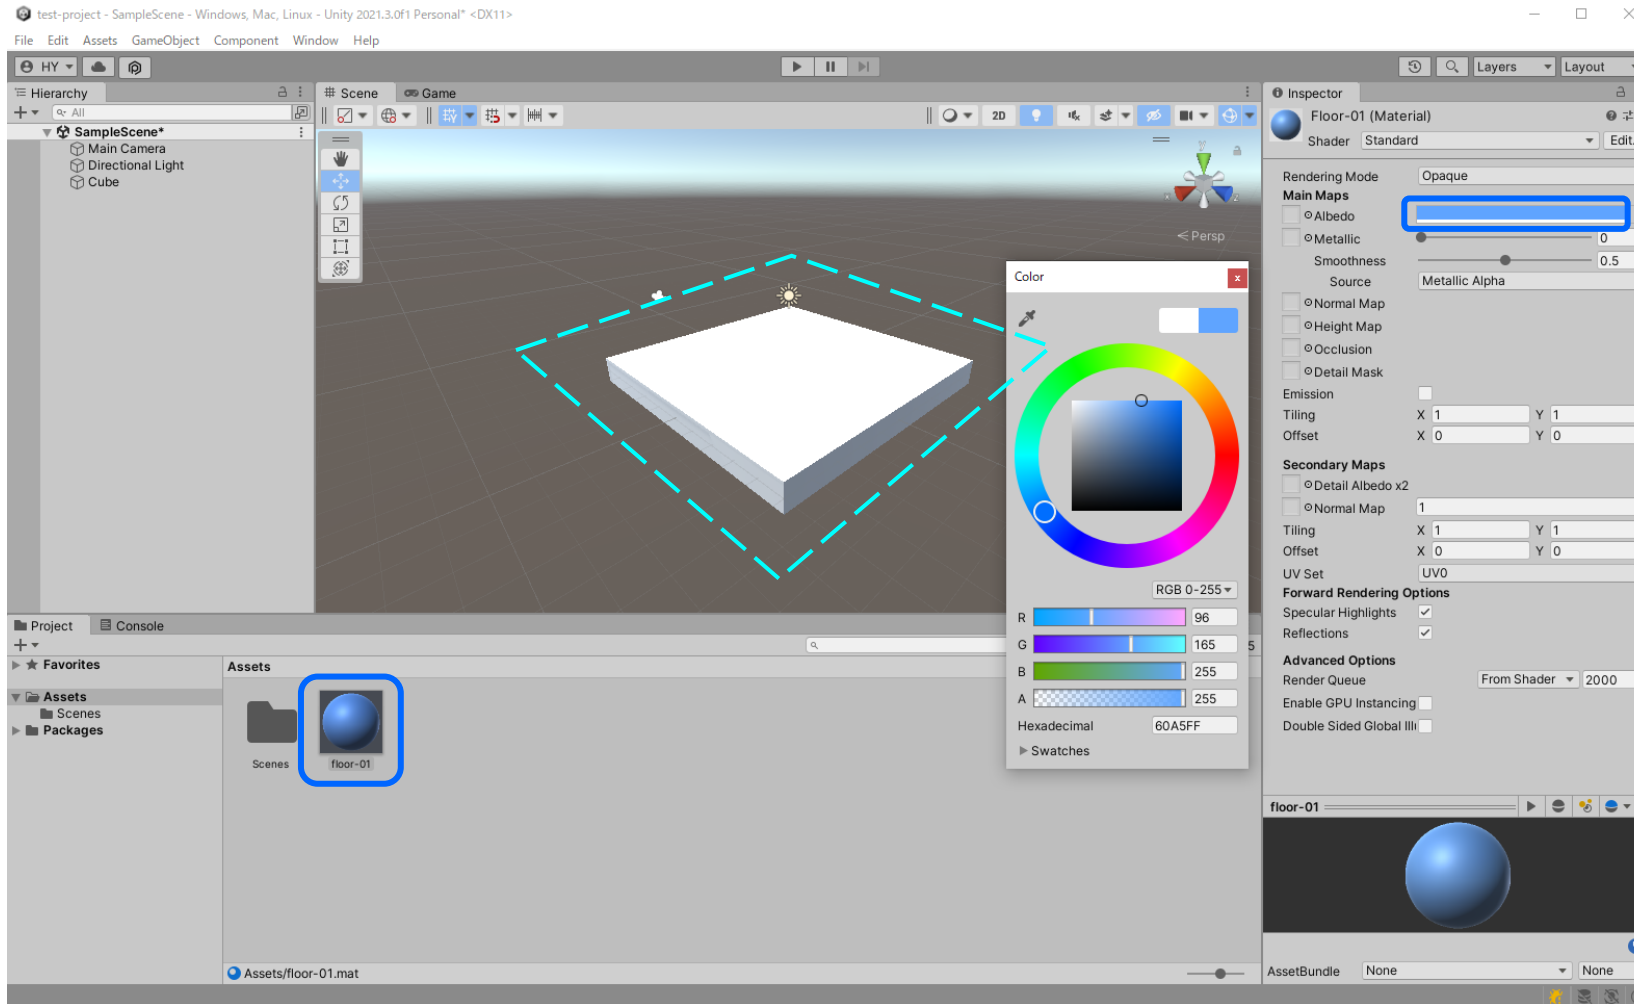 test-project - SampleScene - Windows, Mac, Linux - Unity 2021.3.0f1 Personal* <DX11>
File Edit Assets GameObject Component Window Help
HY
Layers
Layout
Hierarchy
All
SampleScene*
Main Camera
Directional Light
Cube
Scene
Game
2D
y
x
z
Persp
Color
RGB 0-255
R 96
G 165
B 255
A 255
Hexadecimal 60A5FF
Swatches
Inspector
Floor-01 (Material)
Shader Standard Edit.
Rendering Mode Opaque
Main Maps
Albedo
Metallic 0
Smoothness 0.5
Source Metallic Alpha
Normal Map
Height Map
Occlusion
Detail Mask
Emission
Tiling X 1 Y 1
Offset X 0 Y 0
Secondary Maps
Detail Albedo x2
Normal Map 1
Tiling X 1 Y 1
Offset X 0 Y 0
UV Set UV0
Forward Rendering Options
Specular Highlights
Reflections
Advanced Options
Render Queue From Shader 2000
Enable GPU Instancing
Double Sided Global Illu
floor-01
AssetBundle None None
Project
Console
5
Favorites
Assets
Scenes
Packages
Assets
Scenes
floor-01
Assets/floor-01.mat